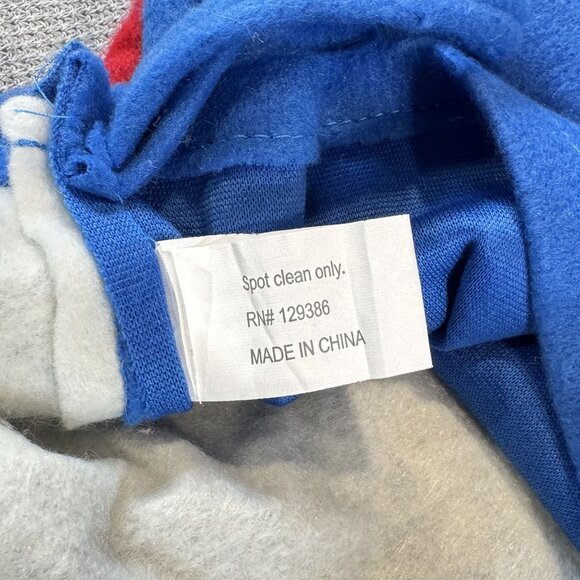 Spot clean only.
RN# 129386
MADE IN CHINA